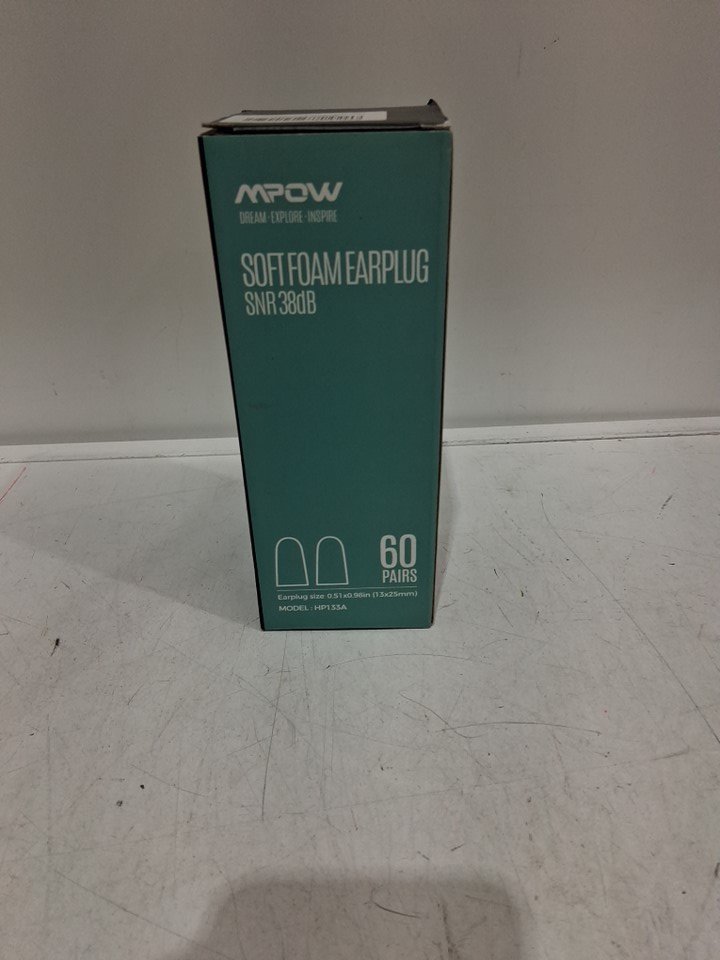 MPOW
DREAM · EXPLORE · INSPIRE
SOFT FOAM EARPLUG
SNR 38dB
60
PAIRS
Earplug size 0.51x0.98in (13x25mm)
MODEL : HP133A